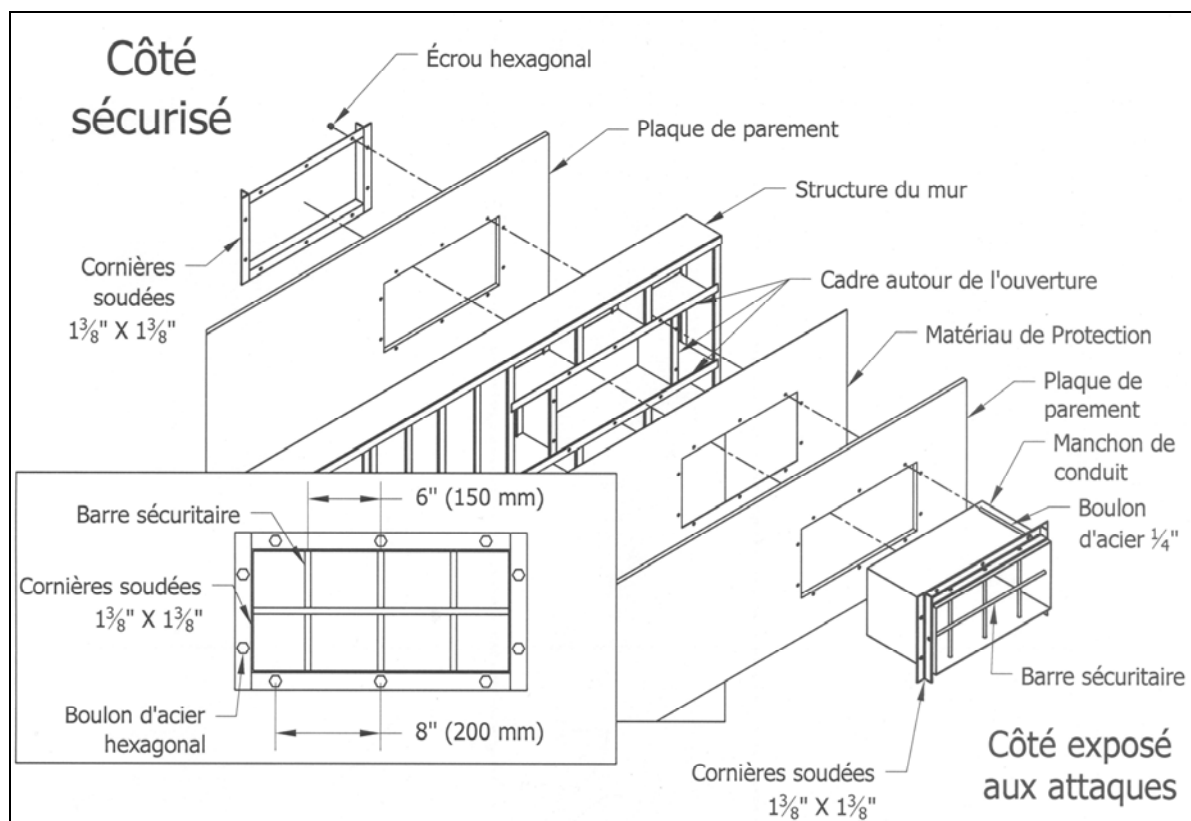 Côté
sécurisé
Écrou hexagonal
Plaque de parement
Structure du mur
Cornières
soudées
1⅜" X 1⅜"
Cadre autour de l'ouverture
Matériau de Protection
Plaque de
parement
Manchon de
conduit
Boulon
d'acier ¼"
6" (150 mm)
Barre sécuritaire
Cornières soudées
1⅜" X 1⅜"
Boulon d'acier
hexagonal
8" (200 mm)
Barre sécuritaire
Cornières soudées
1⅜" X 1⅜"
Côté exposé
aux attaques